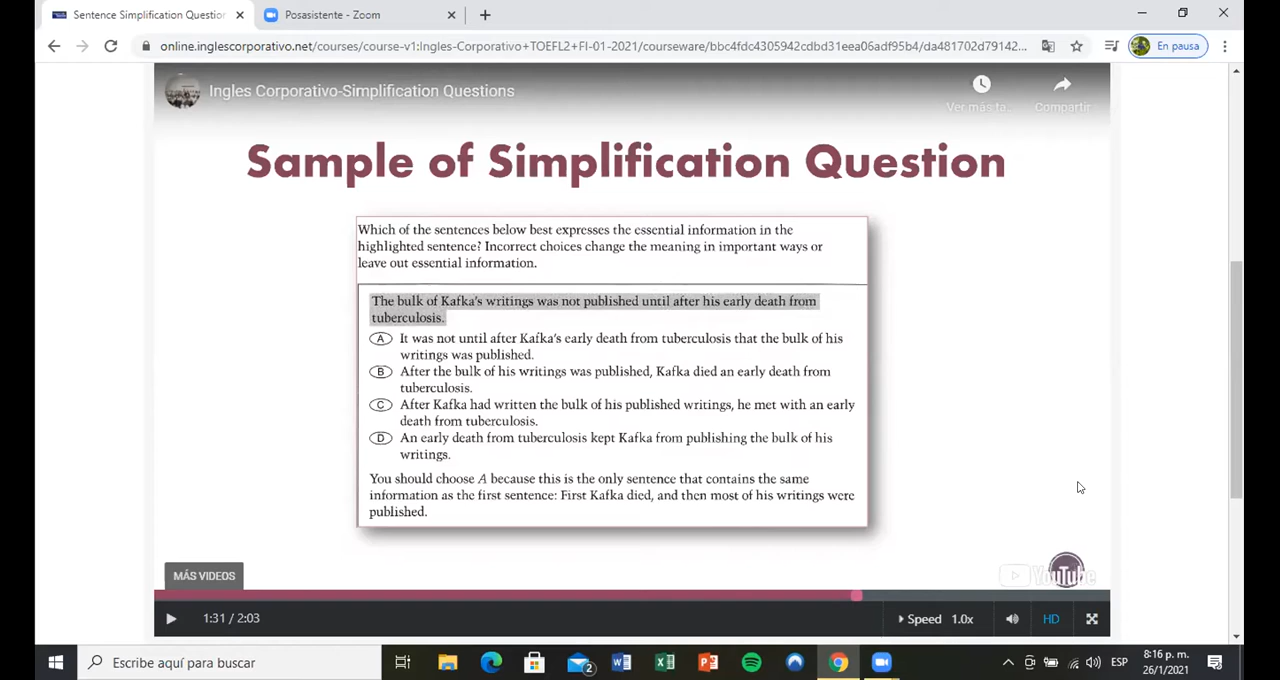 Sentence Simplification Question
Posasistente - Zoom
online.inglescorporativo.net/courses/course-v1:Ingles-Corporativo+TOEFL2+FI-01-2021/courseware/bbc4fdc4305942cdbd31eea06adf95b4/da481702d79142...
En pausa
Ingles Corporativo-Simplification Questions
Ver más ta...
Compartir
Sample of Simplification Question
Which of the sentences below best expresses the essential information in the
highlighted sentence? Incorrect choices change the meaning in important ways or
leave out essential information.
The bulk of Kafka's writings was not published until after his early death from
tuberculosis.
A It was not until after Kafka's early death from tuberculosis that the bulk of his
writings was published.
B After the bulk of his writings was published, Kafka died an early death from
tuberculosis.
C After Kafka had written the bulk of his published writings, he met with an early
death from tuberculosis.
D An early death from tuberculosis kept Kafka from publishing the bulk of his
writings.
You should choose A because this is the only sentence that contains the same
information as the first sentence: First Kafka died, and then most of his writings were
published.
MÁS VIDEOS
YouTube
1:31 / 2:03
Speed 1.0x
HD
Escribe aquí para buscar
2
ESP
8:16 p. m.
26/1/2021